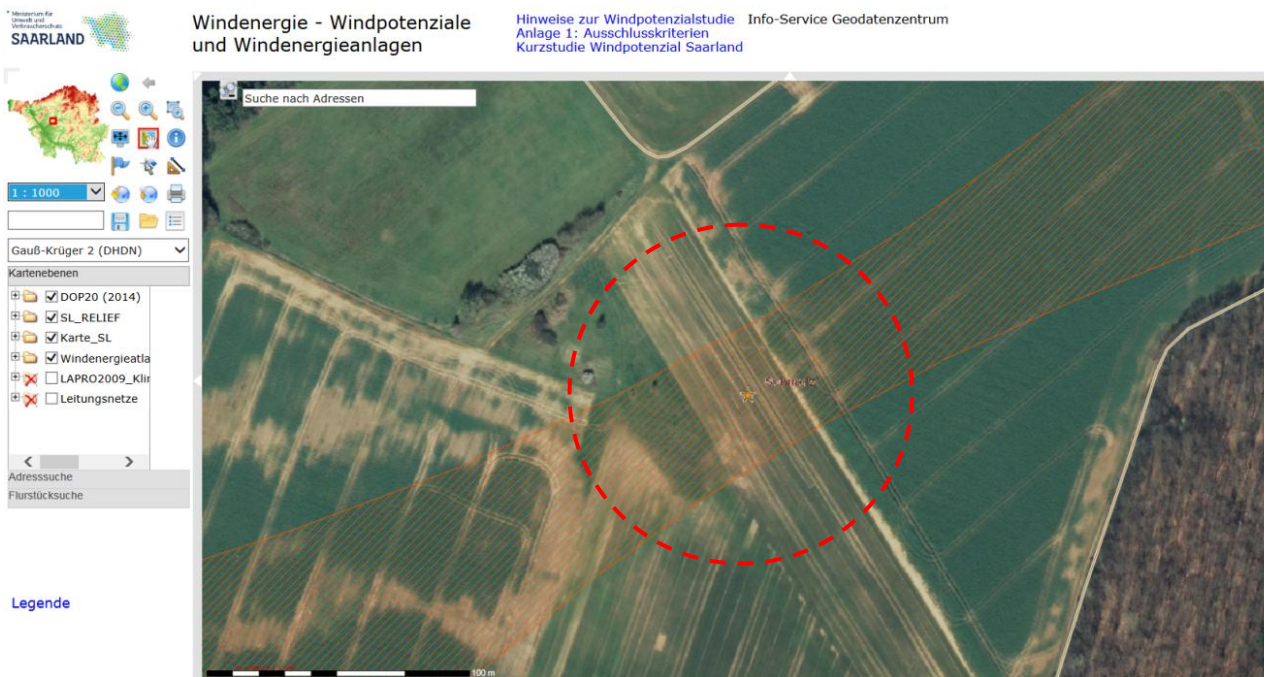 Ministerium für
Umwelt und
Verbraucherschutz
SAARLAND
Windenergie - Windpotenziale
und Windenergieanlagen
Hinweise zur Windpotenzialstudie Info-Service Geodatenzentrum
Anlage 1: Ausschlusskriterien
Kurzstudie Windpotenzial Saarland
Suche nach Adressen
1 : 1000
Gauß-Krüger 2 (DHDN)
Kartenebenen
DOP20 (2014)
SL_RELIEF
Karte_SL
Windenergieatla
LAPRO2009_Klir
Leitungsnetze
Adresssuche
Flurstücksuche
Legende
100 m